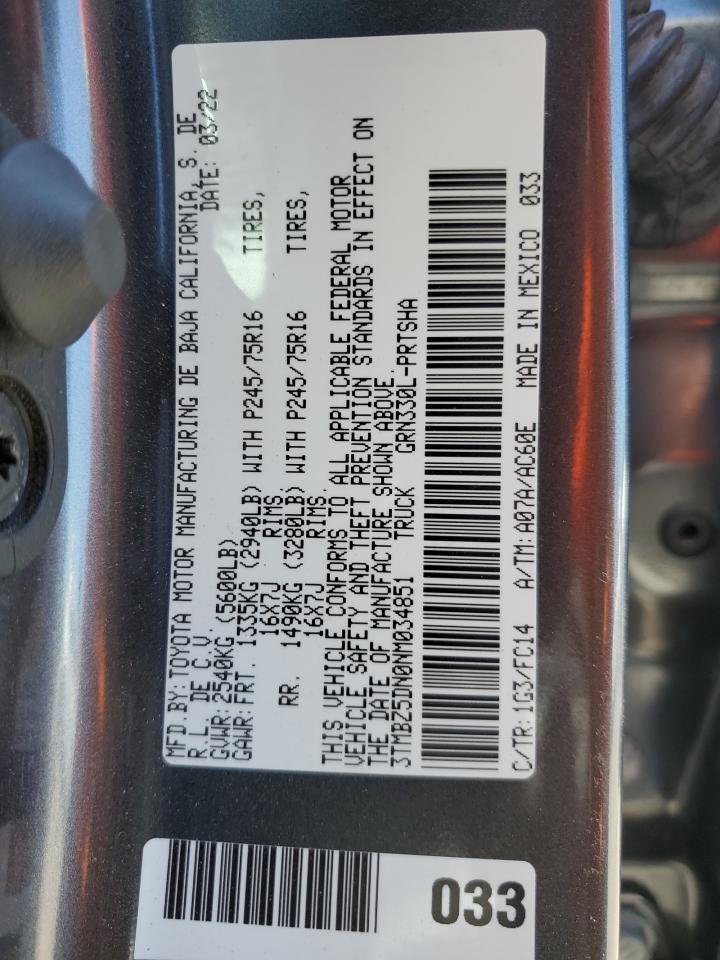 MFD.BY:TOYOTA MOTOR MANUFACTURING DE BAJA CALIFORNIA, S. DE
R.L. DE C.V. DATE: 03/22
GVWR:2540KG (5600LB)
GAWR:FRT. 1335KG (2940LB) WITH P245/75R16 TIRES,
16X7J RIMS
RR. 1490KG (3280LB) WITH P245/75R16 TIRES,
16X7J RIMS.
THIS VEHICLE CONFORMS TO ALL APPLICABLE FEDERAL MOTOR
VEHICLE SAFETY AND THEFT PREVENTION STANDARDS IN EFFECT ON
THE DATE OF MANUFACTURE SHOWN ABOVE.
3TMBZ5DN0NM034851 TRUCK GRN330L-PRTSHA
C/TR:1G3/FC14 A/TM:A07A/AC60E MADE IN MEXICO 033
033